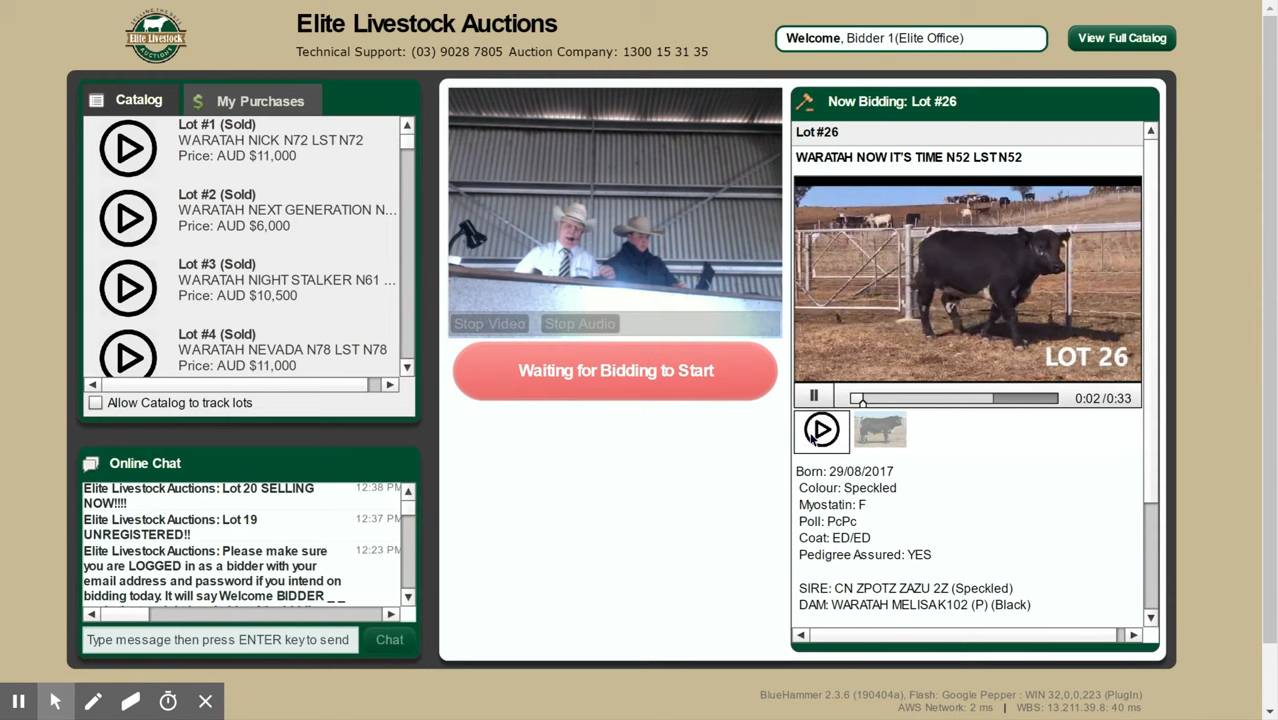 Elite Livestock
AUCTIONS
Elite Livestock Auctions
Technical Support: (03) 9028 7805 Auction Company: 1300 15 31 35
Welcome, Bidder 1(Elite Office)
View Full Catalog
Catalog
$ My Purchases
Lot #1 (Sold)
WARATAH NICK N72 LST N72
Price: AUD $11,000
Lot #2 (Sold)
WARATAH NEXT GENERATION N...
Price: AUD $6,000
Lot #3 (Sold)
WARATAH NIGHT STALKER N61 ...
Price: AUD $10,500
Lot #4 (Sold)
WARATAH NEVADA N78 LST N78
Price: AUD $11,000
Allow Catalog to track lots
Online Chat
Elite Livestock Auctions: Lot 20 SELLING 12:38 PM
NOW!!!!
Elite Livestock Auctions: Lot 19 12:37 PM
UNREGISTERED!!
Elite Livestock Auctions: Please make sure 12:23 PM
you are LOGGED in as a bidder with your
email address and password if you intend on
bidding today. It will say Welcome BIDDER _ _
Type message then press ENTER key to send
Chat
Stop Video Stop Audio
Waiting for Bidding to Start
Now Bidding: Lot #26
Lot #26
WARATAH NOW IT'S TIME N52 LST N52
LOT 26
0:02 / 0:33
Born: 29/08/2017
Colour: Speckled
Myostatin: F
Poll: PcPc
Coat: ED/ED
Pedigree Assured: YES
SIRE: CN ZPOTZ ZAZU 2Z (Speckled)
DAM: WARATAH MELISA K102 (P) (Black)
BlueHammer 2.3.6 (190404a), Flash: Google Pepper : WIN 32,0,0,223 (PlugIn)
AWS Network: 2 ms | WBS: 13.211.39.8: 40 ms